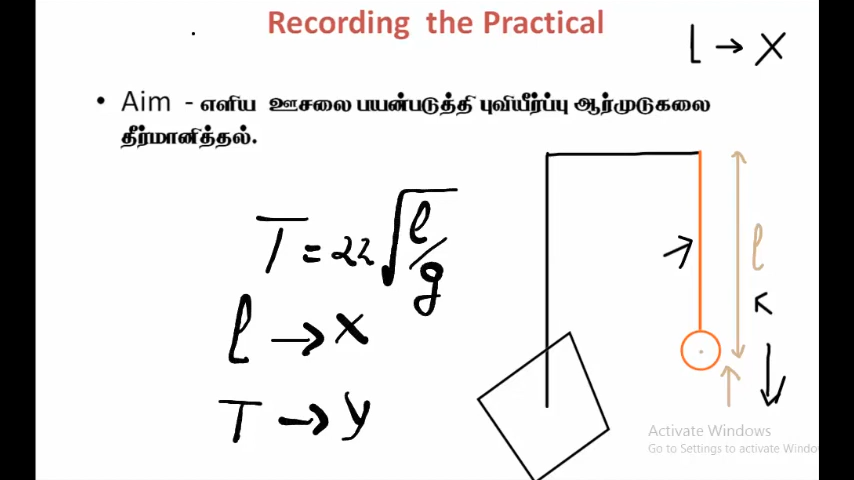 Recording the Practical
l → X
• Aim - எளிய ஊசலை பயன்படுத்தி புவியீர்ப்பு ஆர்முடுகலை
தீர்மானித்தல்.
T = 2π √l/g
l
l → x
T → y
Activate Windows
Go to Settings to activate Windo